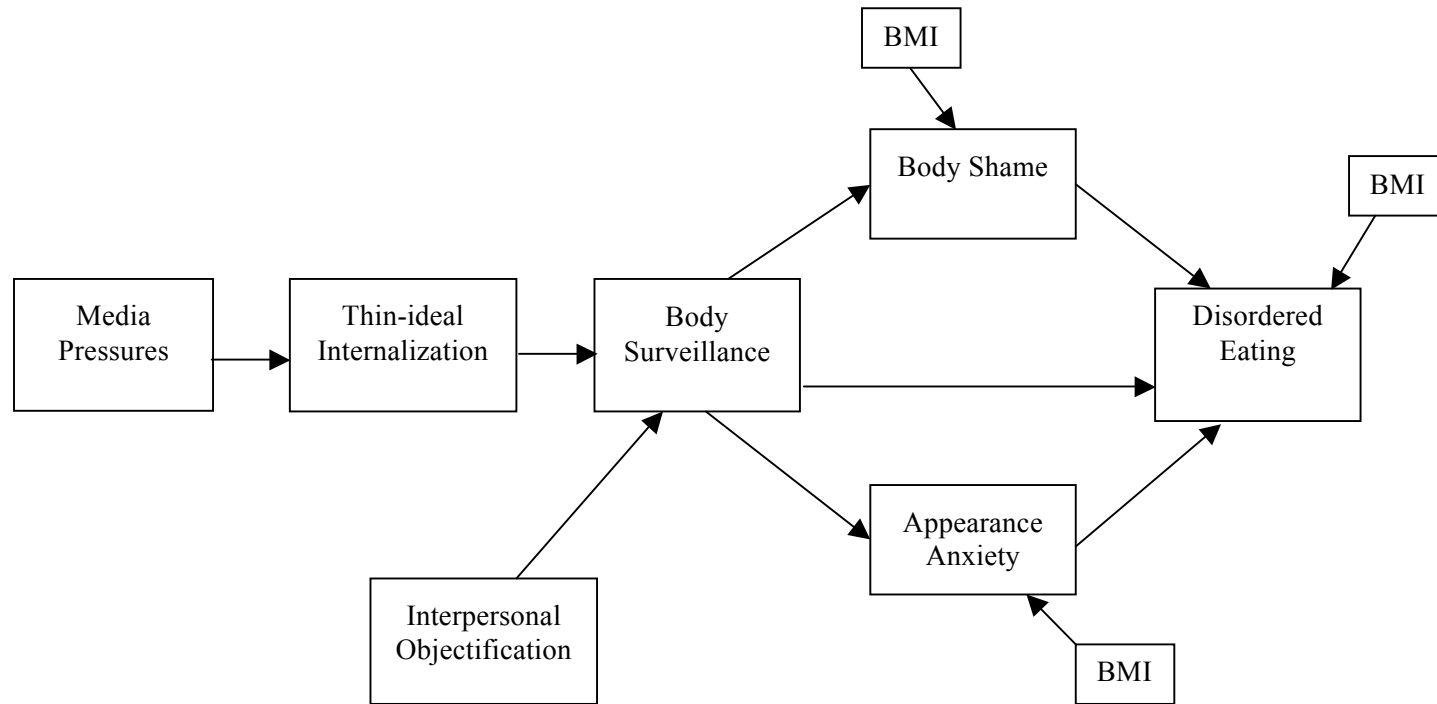 BMI
Body Shame
BMI
Media
Pressures
Thin-ideal
Internalization
Body
Surveillance
Disordered
Eating
Appearance
Anxiety
Interpersonal
Objectification
BMI